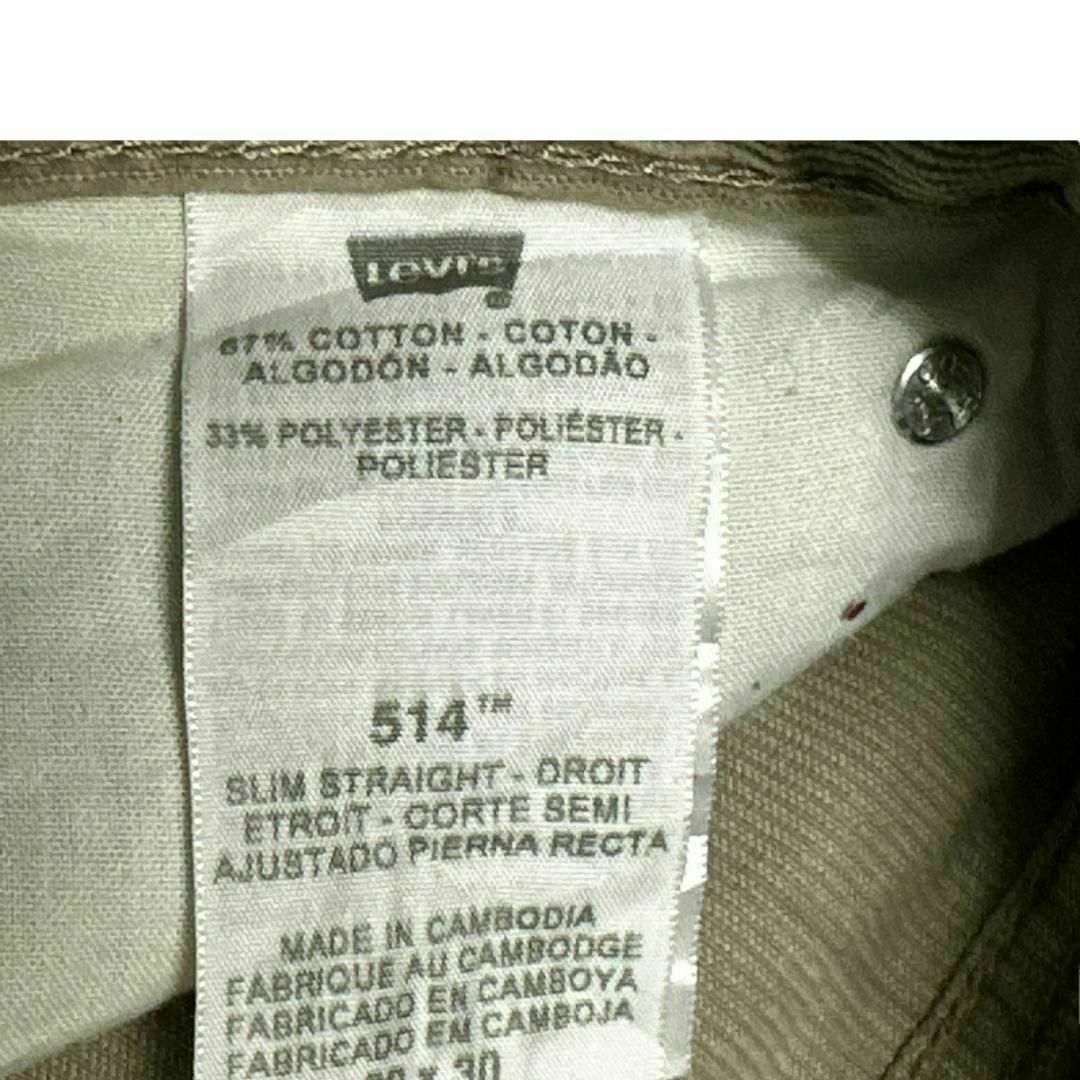 Levi's
67% COTTON - COTON -
ALGODÓN - ALGODÃO
33% POLYESTER - POLIÉSTER -
POLIESTER
514™
SLIM STRAIGHT - DROIT
ETROIT - CORTE SEMI
AJUSTADO PIERNA RECTA
MADE IN CAMBODIA
FABRIQUE AU CAMBODGE
FABRICADO EN CAMBOYA
FABRICADO EM CAMBOJA
x 30